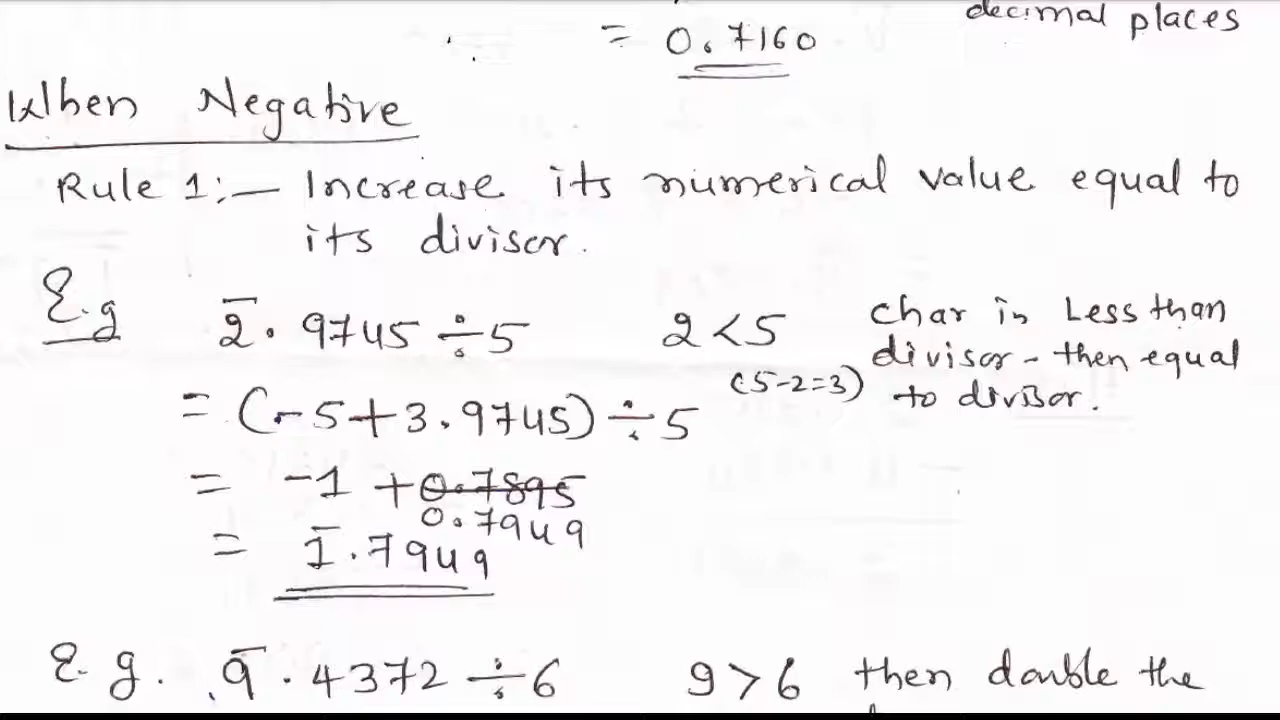 decimal places
= 0.7160
When Negative
Rule 1:— Increase its numerical value equal to
its divisor.
E.g 2̄.9745 ÷ 5 2 < 5 char is Less than
divisor - then equal
(5-2=3) to divisor.
= (-5 + 3.9745) ÷ 5
= -1 + 0.7895
0.7949
= 1̄.7949
E.g. 9̄.4372 ÷ 6 9 > 6 then double the